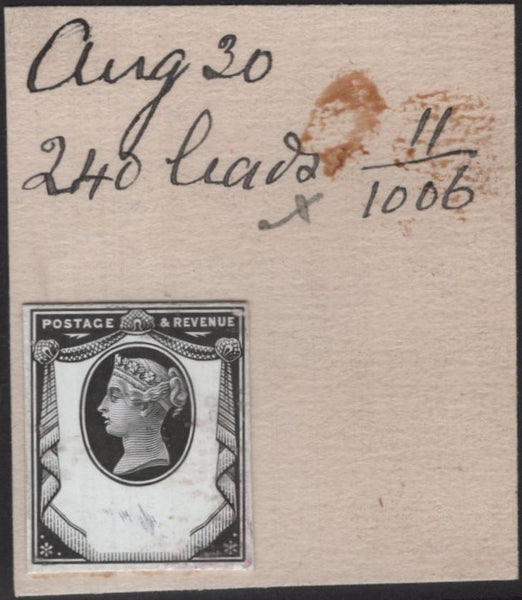 Aug 30
240 leads 11/1006
x
POSTAGE & REVENUE